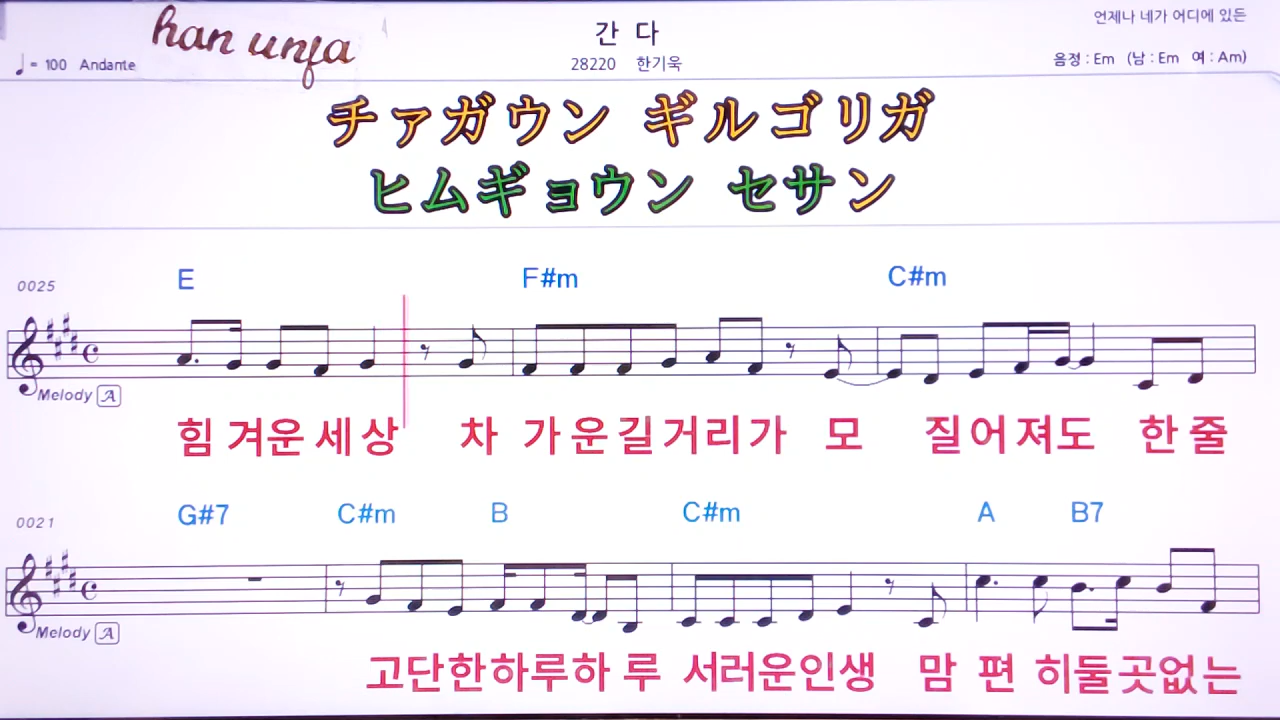 han unfa
간 다
언제나 네가 어디에 있든
♩= 100 Andante
28220 한기욱
음정 : Em (남 : Em 여 : Am)
チァガウン ギルゴリガ
ヒムギョウン セサン
0025
E F#m C#m
Melody A
힘 겨운 세 상 차 가 운 길 거 리 가 모 질 어 져 도 한 줄
0021
G#7 C#m B C#m A B7
Melody A
고단한하루하 루 서러운인생 맘 편 히둘곳없는